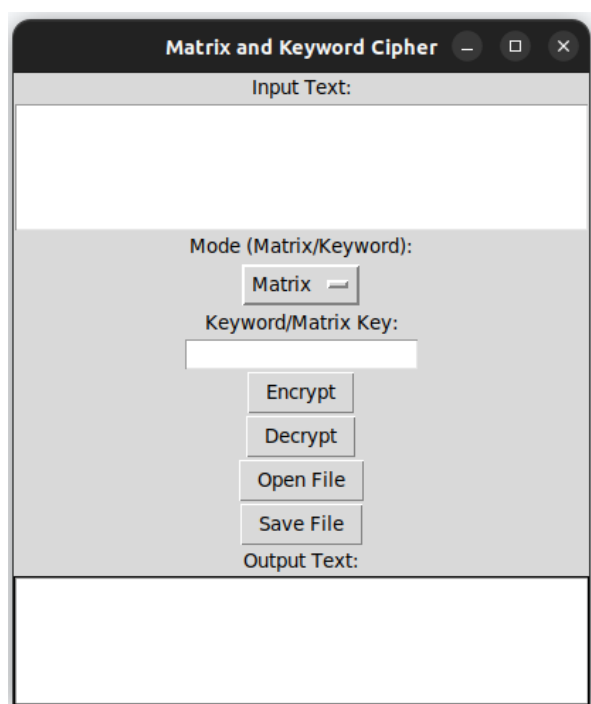 Matrix and Keyword Cipher
Input Text:
Mode (Matrix/Keyword):
Matrix
Keyword/Matrix Key:
Encrypt
Decrypt
Open File
Save File
Output Text: